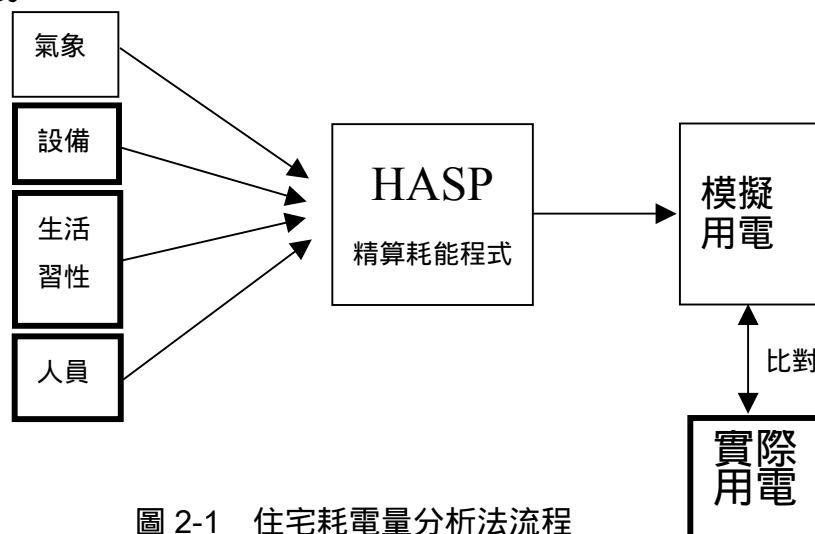 氣象
設備
生活
習性
人員
HASP
精算耗能程式
模擬
用電
比對
實際
用電
圖 2-1 住宅耗電量分析法流程